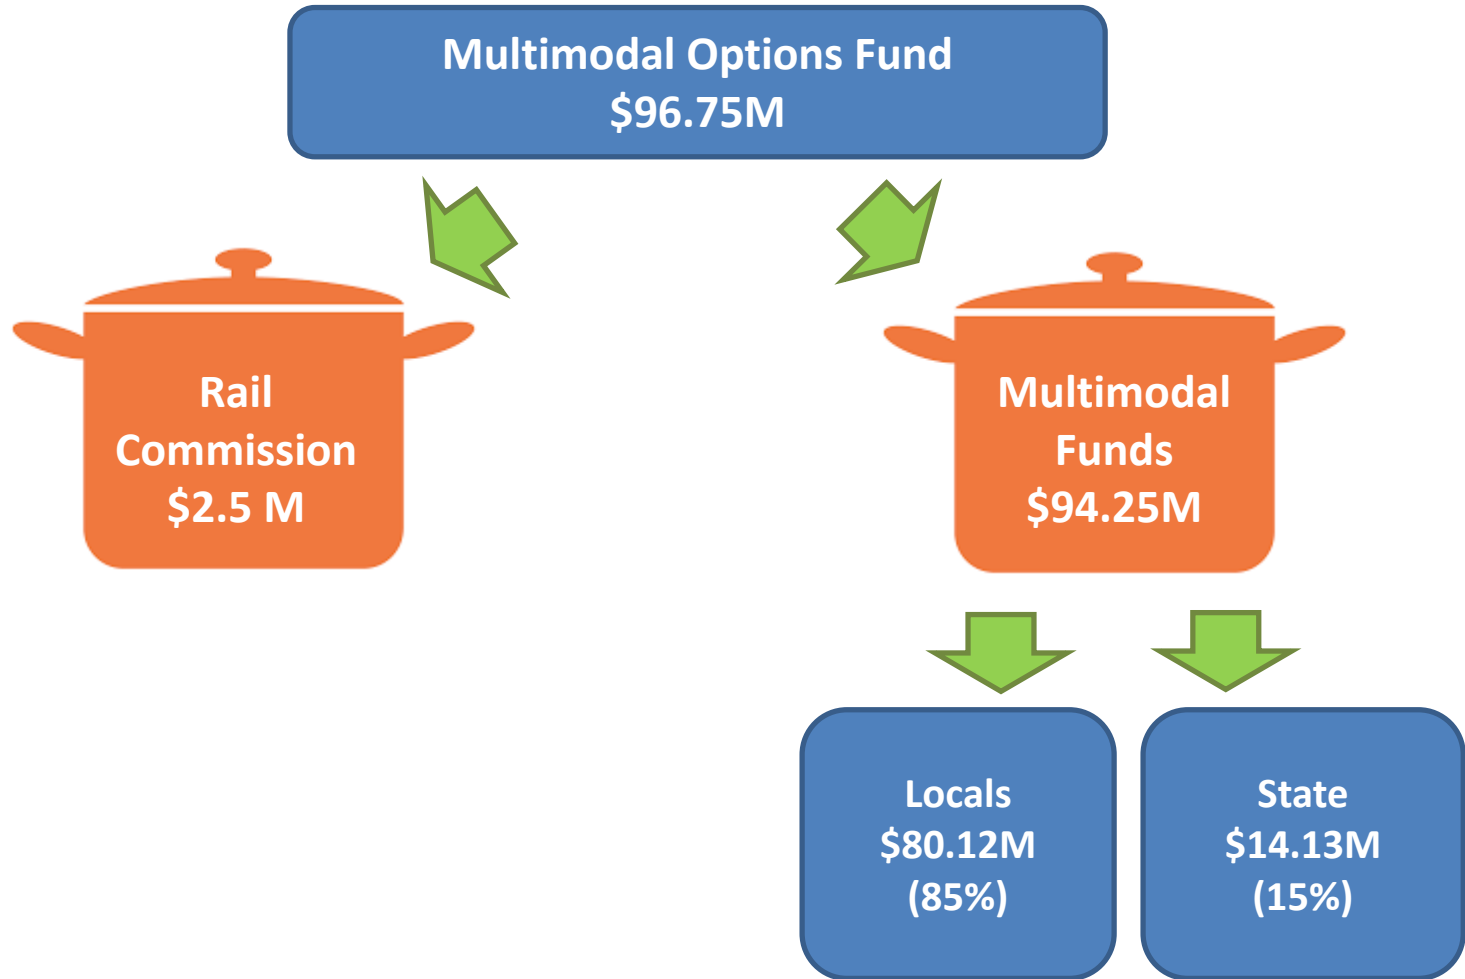 Multimodal Options Fund
$96.75M
Rail
Commission
$2.5 M
Multimodal
Funds
$94.25M
Locals
$80.12M
(85%)
State
$14.13M
(15%)